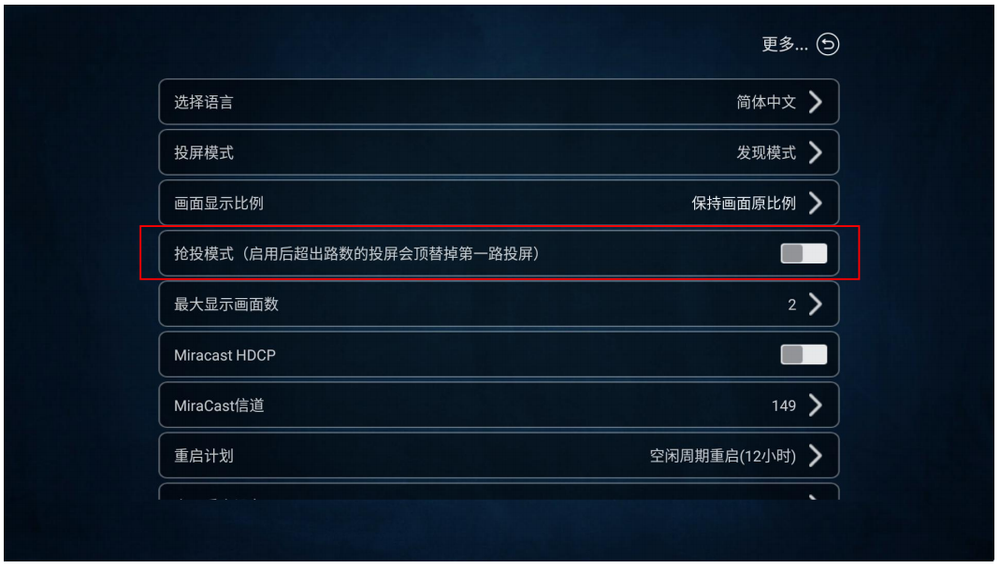 更多...
选择语言 简体中文
投屏模式 发现模式
画面显示比例 保持画面原比例
抢投模式（启用后超出路数的投屏会顶替掉第一路投屏）
最大显示画面数 2
Miracast HDCP
MiraCast信道 149
重启计划 空闲周期重启(12小时)